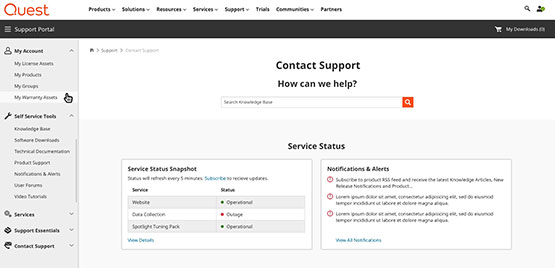 Quest
Products Solutions Resources Services Support Trials Communities Partners
Support Portal
My Downloads (0)
My Account
My License Assets
My Products
My Groups
My Warranty Assets
Self Service Tools
Knowledge Base
Software Downloads
Technical Documentation
Product Support
Notifications & Alerts
User Forums
Video Tutorials
Services
Support Essentials
Contact Support
Support > Contact Support
Contact Support
How can we help?
Search Knowledge Base
Service Status
Service Status Snapshot
Status will refresh every 5 minutes. Subscribe to receive updates.
Service Status
Website Operational
Data Collection Outage
Spotlight Tuning Pack Operational
View Details
Notifications & Alerts
Subscribe to product RSS feed and receive the latest Knowledge Articles, New
Release Notifications and Product...
Lorem ipsum dolor sit amet, consectetur adipiscing elit, sed do eiusmod
tempor incididunt ut labore et dolore magna aliqua.
Lorem ipsum dolor sit amet, consectetur adipiscing elit, sed do eiusmod
tempor incididunt ut labore et dolore magna aliqua.
View All Notifications